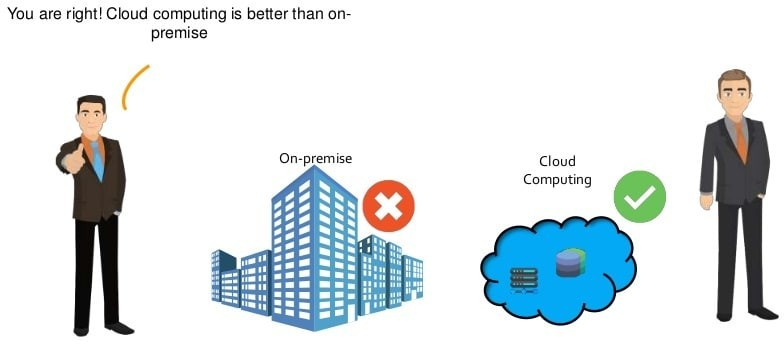 You are right! Cloud computing is better than on-
premise
On-premise
Cloud
Computing